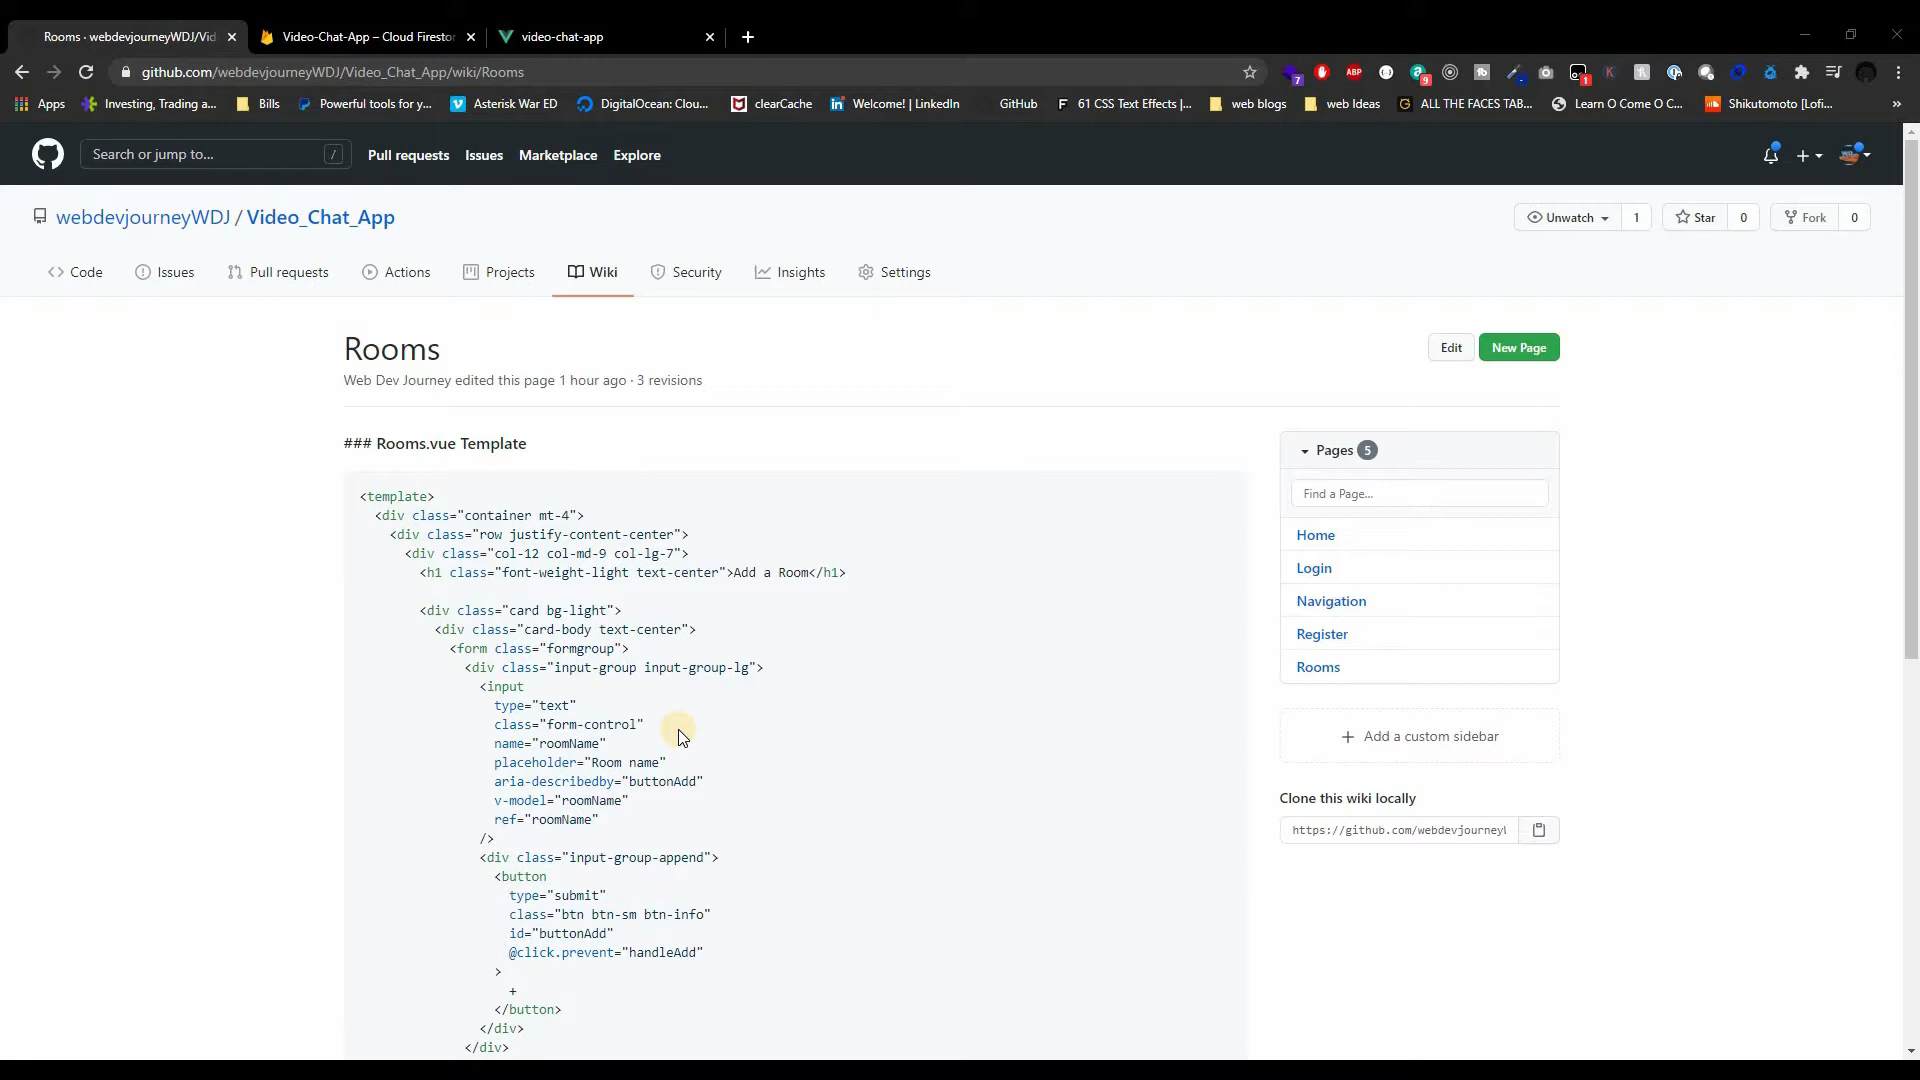 Rooms · webdevjourneyWDJ/Vid
Video-Chat-App – Cloud Firestor
video-chat-app
github.com/webdevjourneyWDJ/Video_Chat_App/wiki/Rooms
7
ABP
9
1
Apps
Investing, Trading a...
Bills
Powerful tools for y...
Asterisk War ED
DigitalOcean: Clou...
clearCache
Welcome! | LinkedIn
GitHub
61 CSS Text Effects |...
web blogs
web Ideas
ALL THE FACES TAB...
Learn O Come O C...
Shikutomoto [Lofi...
»
Search or jump to...
/
Pull requests
Issues
Marketplace
Explore
webdevjourneyWDJ / Video_Chat_App
Unwatch 1
Star 0
Fork 0
Code
Issues
Pull requests
Actions
Projects
Wiki
Security
Insights
Settings
Rooms
Edit
New Page
Web Dev Journey edited this page 1 hour ago · 3 revisions
### Rooms.vue Template
<template>
<div class="container mt-4">
<div class="row justify-content-center">
<div class="col-12 col-md-9 col-lg-7">
<h1 class="font-weight-light text-center">Add a Room</h1>
<div class="card bg-light">
<div class="card-body text-center">
<form class="formgroup">
<div class="input-group input-group-lg">
<input
type="text"
class="form-control"
name="roomName"
placeholder="Room name"
aria-describedby="buttonAdd"
v-model="roomName"
ref="roomName"
/>
<div class="input-group-append">
<button
type="submit"
class="btn btn-sm btn-info"
id="buttonAdd"
@click.prevent="handleAdd"
>
+
</button>
</div>
</div>
Pages 5
Find a Page...
Home
Login
Navigation
Register
Rooms
+ Add a custom sidebar
Clone this wiki locally
https://github.com/webdevjourney